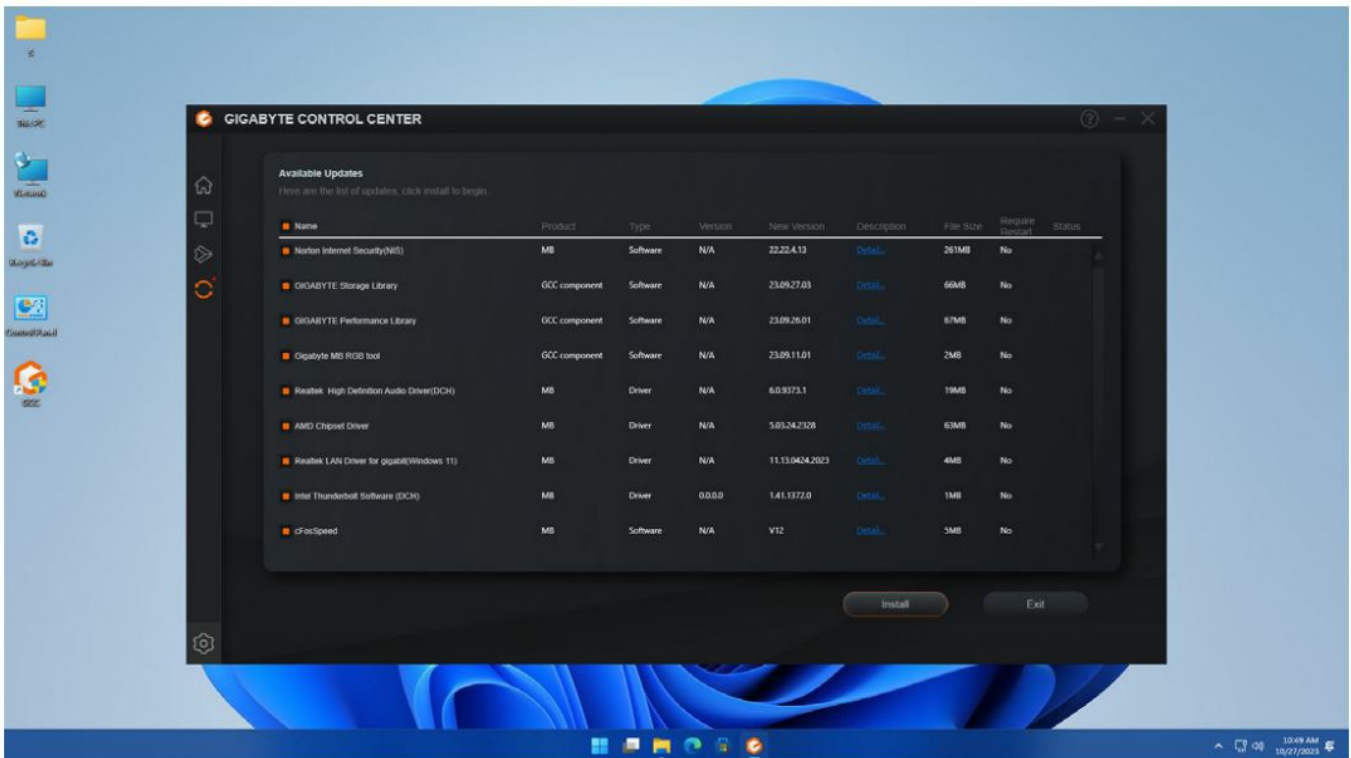 GIGABYTE CONTROL CENTER
Available Updates
Here are the list of updates, click install to begin.
Name Product Type Version New Version Description File Size Require Restart Status
Norton Internet Security(NIS) MB Software N/A 22.22.4.13 Detail... 261MB No
GIGABYTE Storage Library GCC component Software N/A 23.09.27.03 Detail... 66MB No
GIGABYTE Performance Library GCC component Software N/A 23.09.26.01 Detail... 67MB No
Gigabyte MB RGB tool GCC component Software N/A 23.09.11.01 Detail... 2MB No
Realtek High Definition Audio Driver(DCH) MB Driver N/A 6.0.9373.1 Detail... 19MB No
AMD Chipset Driver MB Driver N/A 5.03.24.2328 Detail... 63MB No
Realtek LAN Driver for gigabit(Windows 11) MB Driver N/A 11.13.0424.2023 Detail... 4MB No
Intel Thunderbolt Software (DCH) MB Driver 0.0.0.0 1.41.1372.0 Detail... 1MB No
cFosSpeed MB Software N/A V12 Detail... 5MB No
Install Exit
This PC
Network
Recycle Bin
Control Panel
GCC
10:49 AM
10/27/2023